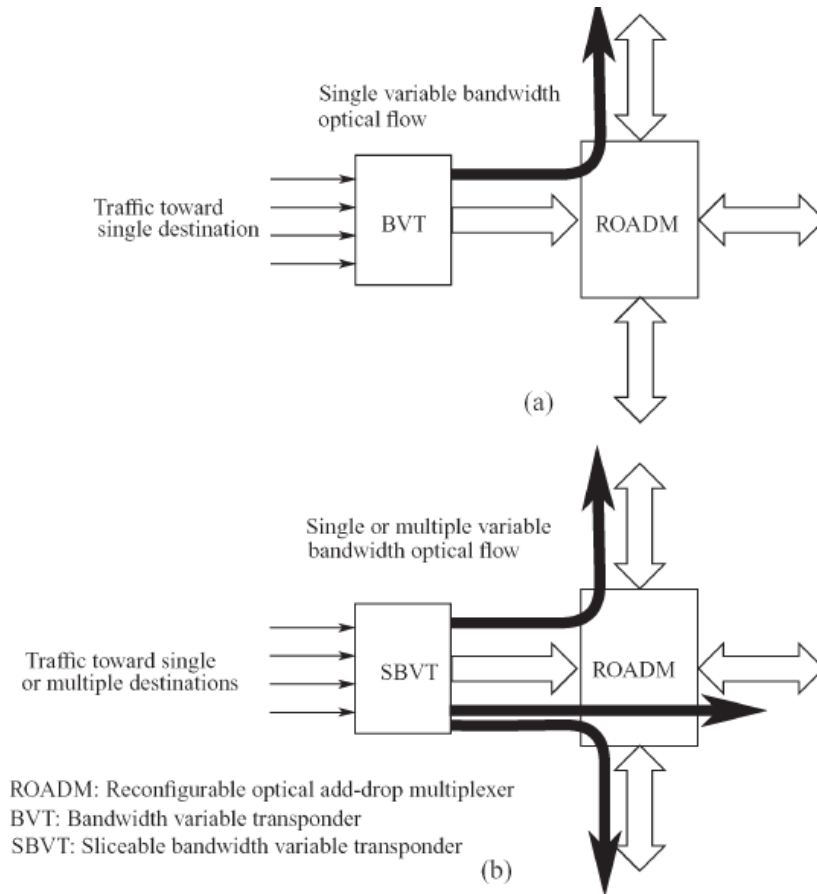 Single variable bandwidth
optical flow
Traffic toward
single destination
BVT
ROADM
(a)
Single or multiple variable
bandwidth optical flow
Traffic toward single
or multiple destinations
SBVT
ROADM
ROADM: Reconfigurable optical add-drop multiplexer
BVT: Bandwidth variable transponder
SBVT: Sliceable bandwidth variable transponder
(b)